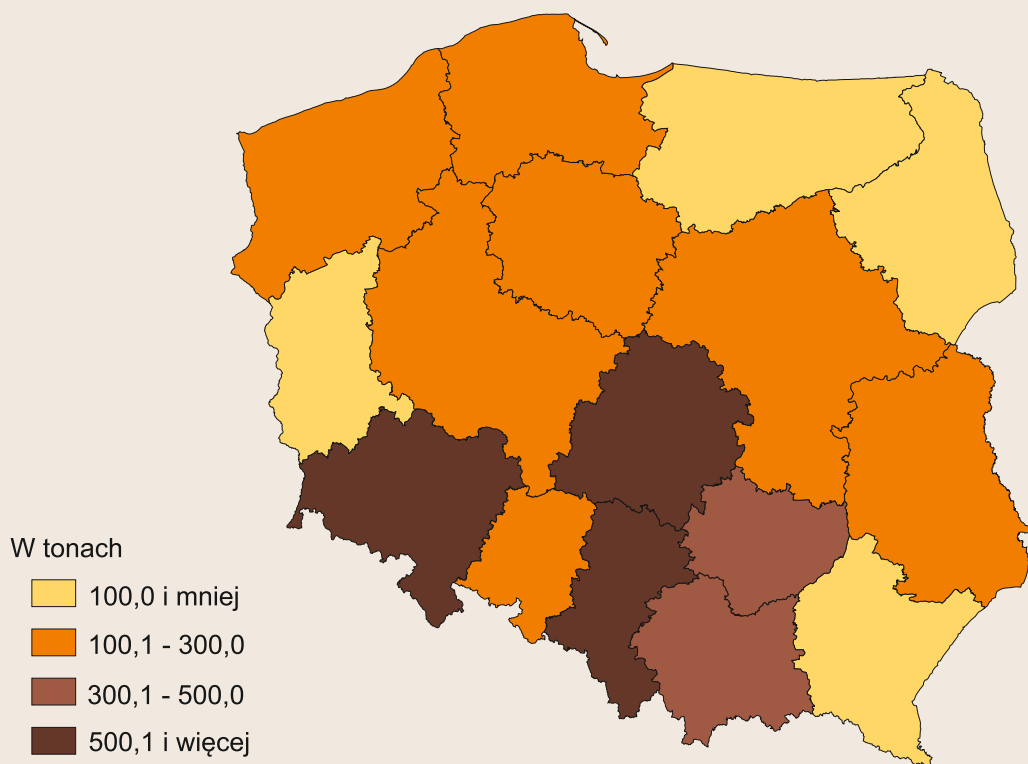 W tonach
100,0 i mniej
100,1 - 300,0
300,1 - 500,0
500,1 i więcej